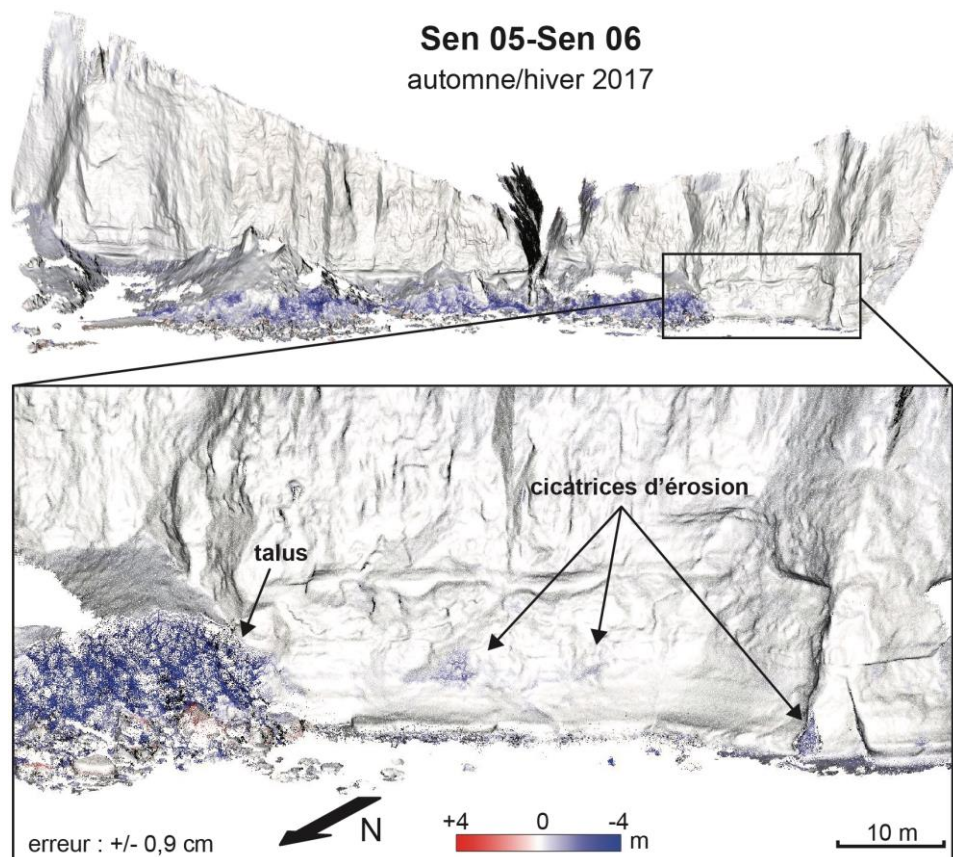 Sen 05-Sen 06
automne/hiver 2017
cicatrices d'érosion
talus
erreur : +/- 0,9 cm
N
+4 0 -4
m
10 m